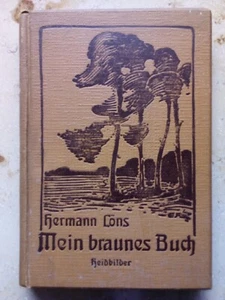 Hermann Löns
Mein braunes Buch
Heidbilder